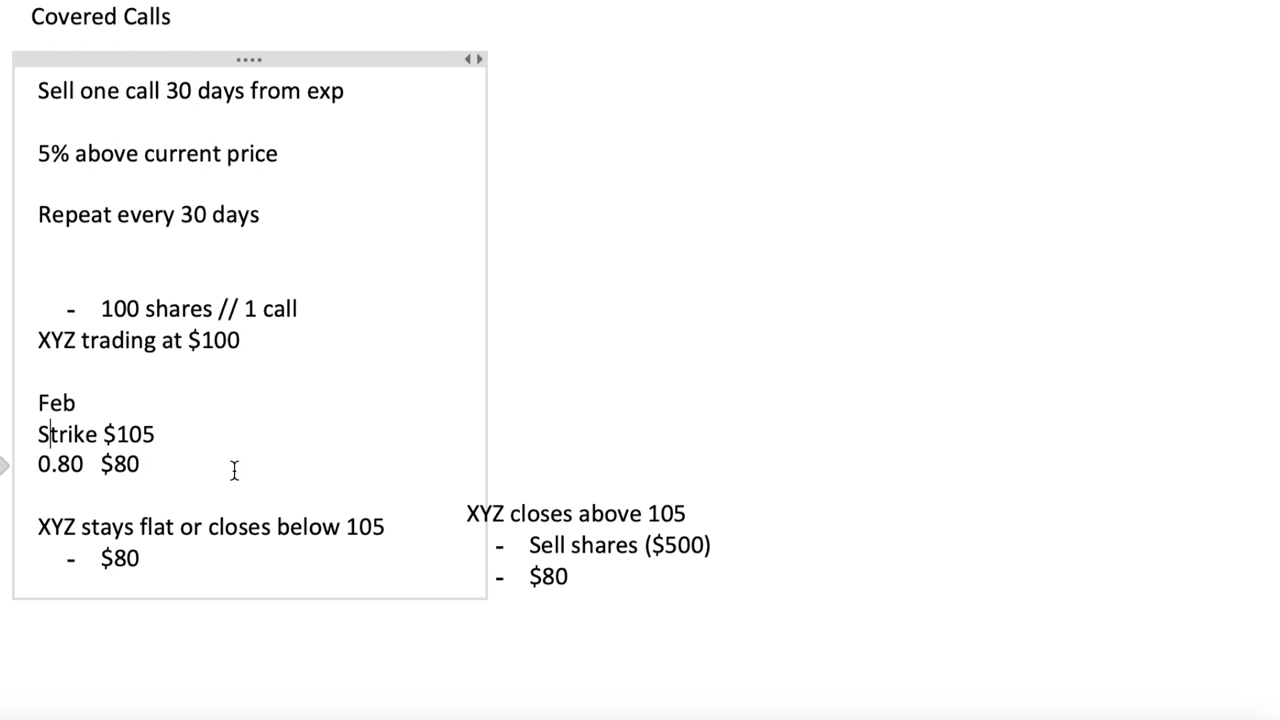 Covered Calls
Sell one call 30 days from exp
5% above current price
Repeat every 30 days
- 100 shares // 1 call
XYZ trading at $100
Feb
Strike $105
0.80 $80
XYZ stays flat or closes below 105
- $80
XYZ closes above 105
- Sell shares ($500)
- $80